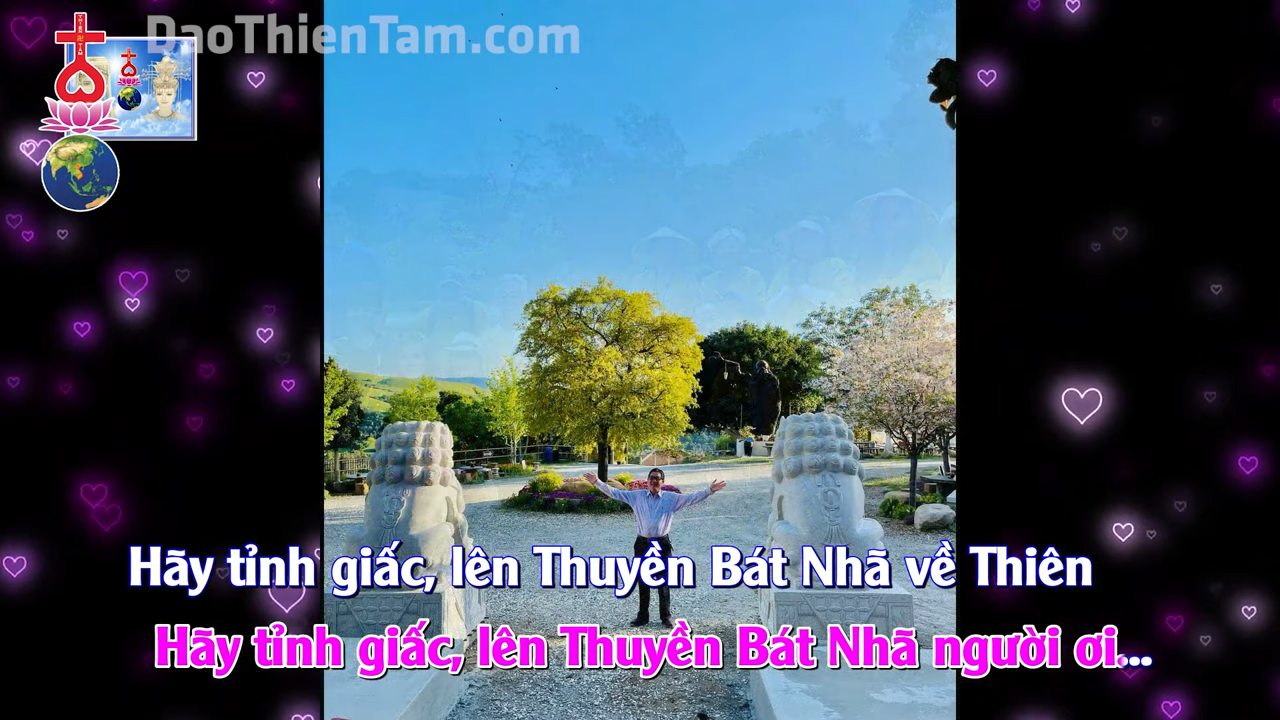 DaoThienTam.com
Hãy tỉnh giấc, lên Thuyền Bát Nhã về Thiên
Hãy tỉnh giấc, lên Thuyền Bát Nhã người ơi...